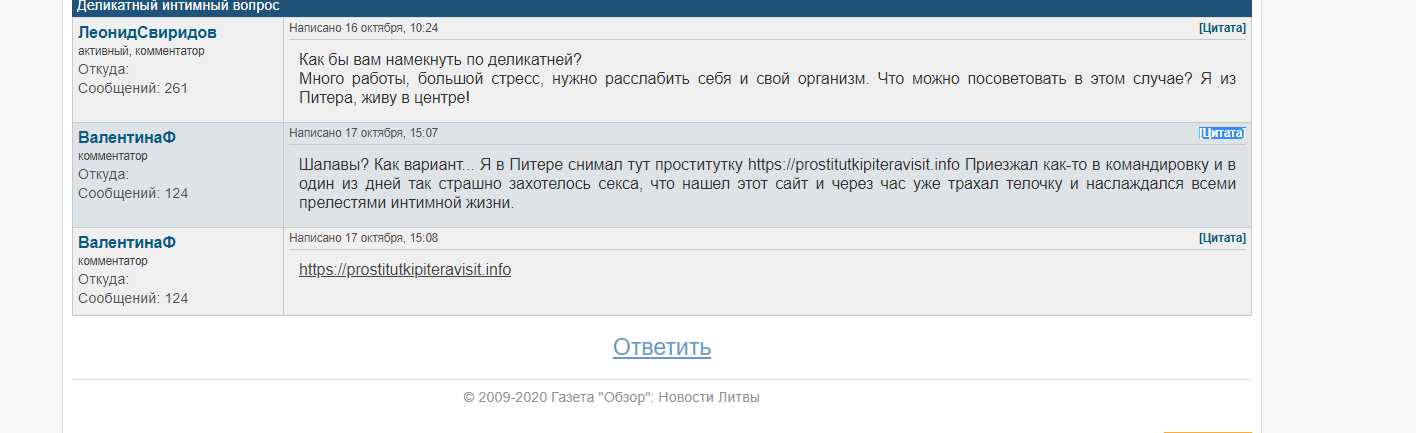 Деликатный интимный вопрос
ЛеонидСвиридов
активный, комментатор
Откуда:
Сообщений: 261
Написано 16 октября, 10:24
[Цитата]
Как бы вам намекнуть по деликатней?
Много работы, большой стресс, нужно расслабить себя и свой организм. Что можно посоветовать в этом случае? Я из
Питера, живу в центре!
ВалентинаФ
комментатор
Откуда:
Сообщений: 124
Написано 17 октября, 15:07
[Цитата]
Шалавы? Как вариант... Я в Питере снимал тут проститутку https://prostitutkipiteravisit.info Приезжал как-то в командировку и в
один из дней так страшно захотелось секса, что нашел этот сайт и через час уже трахал телочку и наслаждался всеми
прелестями интимной жизни.
ВалентинаФ
комментатор
Откуда:
Сообщений: 124
Написано 17 октября, 15:08
[Цитата]
https://prostitutkipiteravisit.info
Ответить
© 2009-2020 Газета "Обзор": Новости Литвы